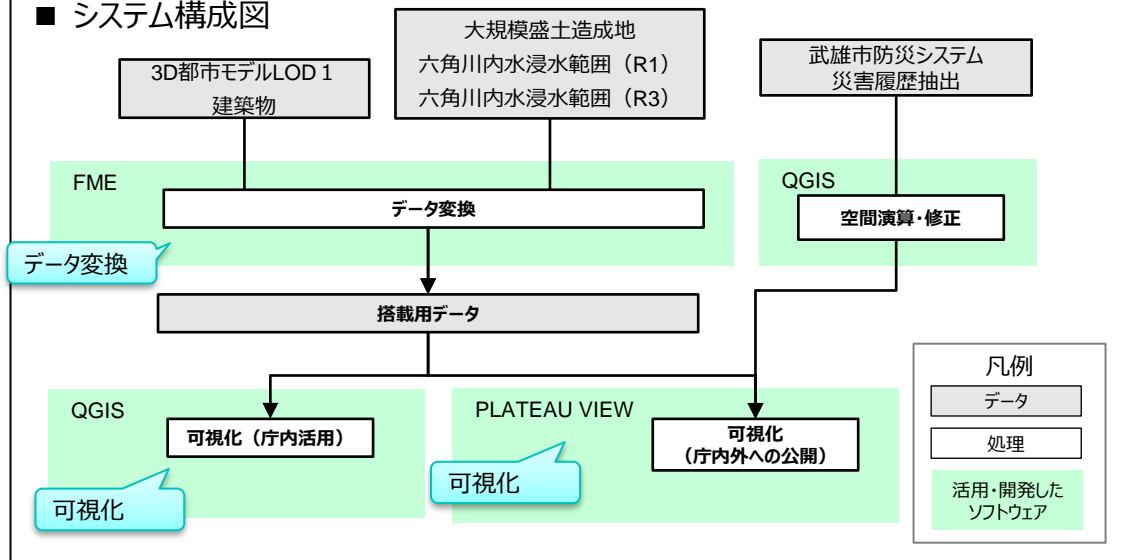 ■ システム構成図
3D都市モデルLOD１
建築物
大規模盛土造成地
六角川内水浸水範囲（R1）
六角川内水浸水範囲（R3）
武雄市防災システム
災害履歴抽出
FME
データ変換
データ変換
QGIS
空間演算・修正
搭載用データ
QGIS
可視化（庁内活用）
可視化
PLATEAU VIEW
可視化
（庁内外への公開）
可視化
凡例
データ
処理
活用・開発した
ソフトウェア